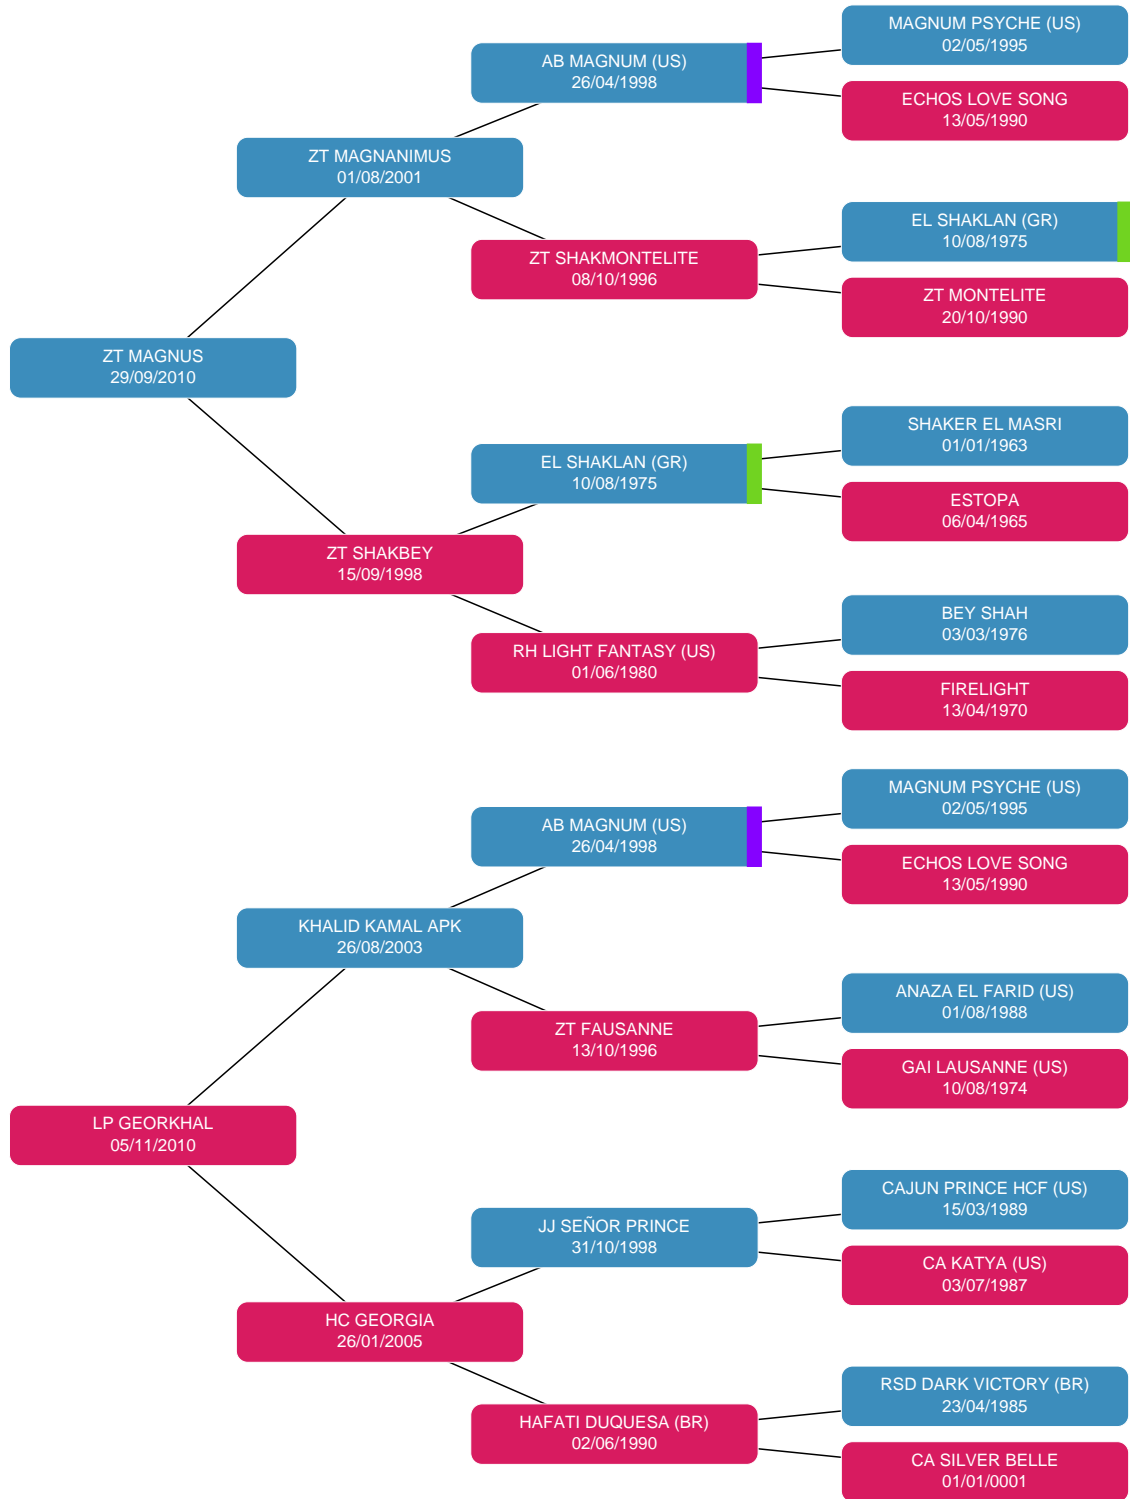 MAGNUM PSYCHE (US)
02/05/1995
AB MAGNUM (US)
26/04/1998
ECHOS LOVE SONG
13/05/1990
ZT MAGNANIMUS
01/08/2001
EL SHAKLAN (GR)
10/08/1975
ZT SHAKMONTELITE
08/10/1996
ZT MONTELITE
20/10/1990
ZT MAGNUS
29/09/2010
SHAKER EL MASRI
01/01/1963
EL SHAKLAN (GR)
10/08/1975
ESTOPA
06/04/1965
ZT SHAKBEY
15/09/1998
BEY SHAH
03/03/1976
RH LIGHT FANTASY (US)
01/06/1980
FIRELIGHT
13/04/1970
MAGNUM PSYCHE (US)
02/05/1995
AB MAGNUM (US)
26/04/1998
ECHOS LOVE SONG
13/05/1990
KHALID KAMAL APK
26/08/2003
ANAZA EL FARID (US)
01/08/1988
ZT FAUSANNE
13/10/1996
GAI LAUSANNE (US)
10/08/1974
LP GEORKHAL
05/11/2010
CAJUN PRINCE HCF (US)
15/03/1989
JJ SEÑOR PRINCE
31/10/1998
CA KATYA (US)
03/07/1987
HC GEORGIA
26/01/2005
RSD DARK VICTORY (BR)
23/04/1985
HAFATI DUQUESA (BR)
02/06/1990
CA SILVER BELLE
01/01/0001